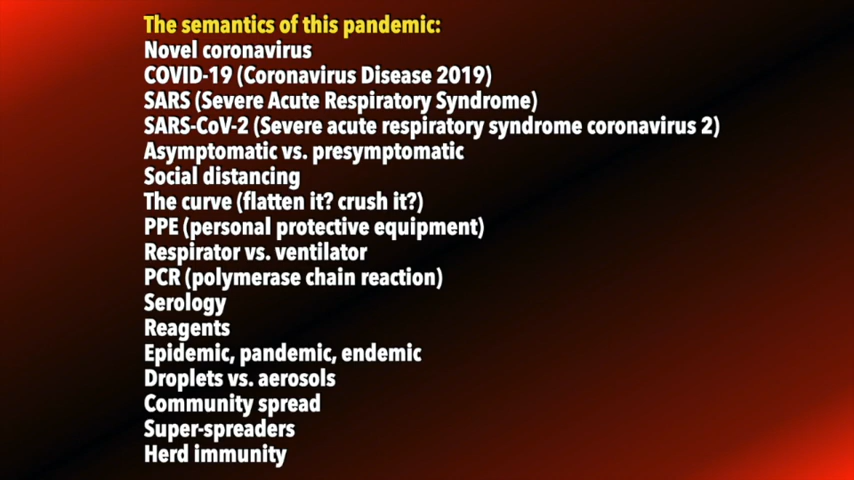 The semantics of this pandemic:
Novel coronavirus
COVID-19 (Coronavirus Disease 2019)
SARS (Severe Acute Respiratory Syndrome)
SARS-CoV-2 (Severe acute respiratory syndrome coronavirus 2)
Asymptomatic vs. presymptomatic
Social distancing
The curve (flatten it? crush it?)
PPE (personal protective equipment)
Respirator vs. ventilator
PCR (polymerase chain reaction)
Serology
Reagents
Epidemic, pandemic, endemic
Droplets vs. aerosols
Community spread
Super-spreaders
Herd immunity